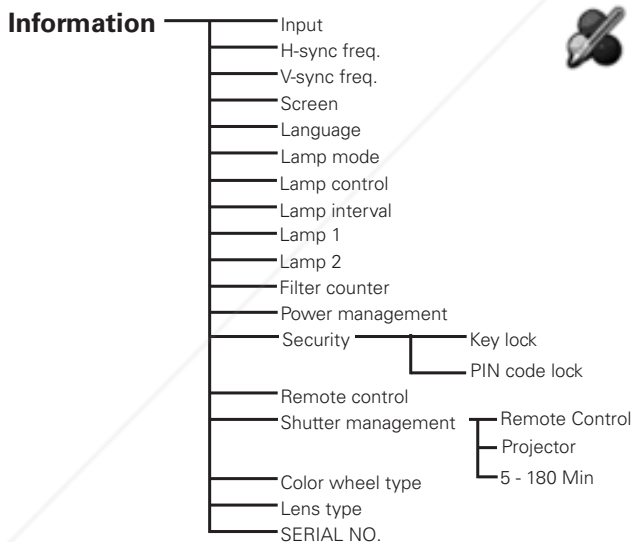 Information
Input
H-sync freq.
V-sync freq.
Screen
Language
Lamp mode
Lamp control
Lamp interval
Lamp 1
Lamp 2
Filter counter
Power management
Security
Key lock
PIN code lock
Remote control
Shutter management
Remote Control
Projector
5 - 180 Min
Color wheel type
Lens type
SERIAL NO.